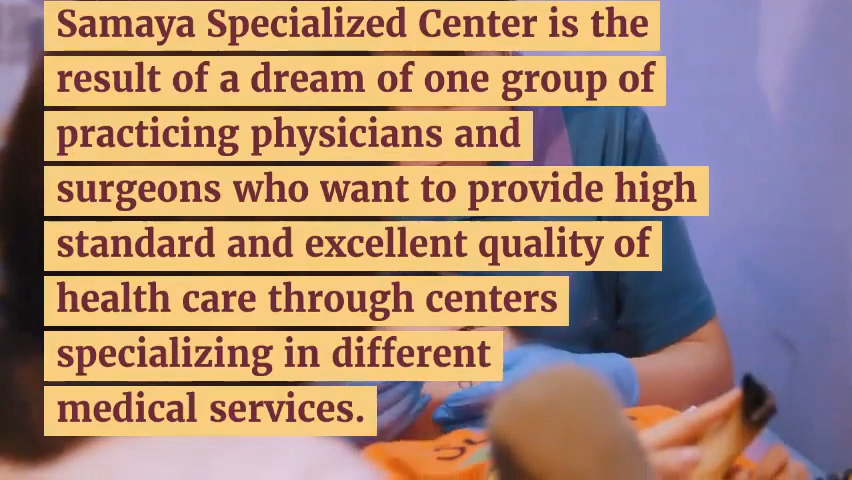 Samaya Specialized Center is the
result of a dream of one group of
practicing physicians and
surgeons who want to provide high
standard and excellent quality of
health care through centers
specializing in different
medical services.